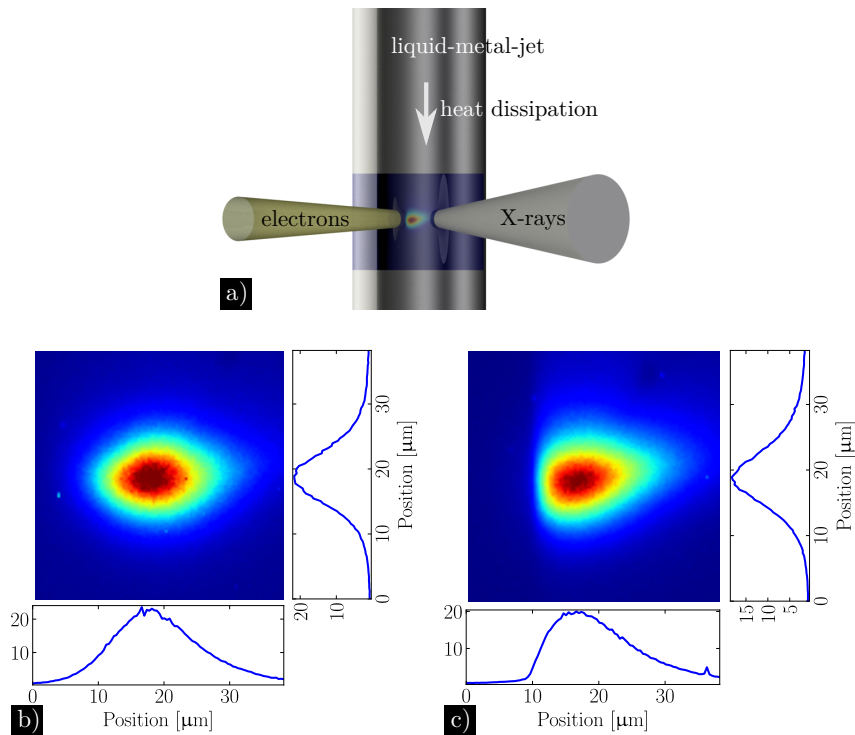 liquid-metal-jet
heat dissipation
electrons
X-rays
a)
20
10
0 10 20 30
Position [μm]
20 10
0 10 20 30
Position [μm]
b)
20
10
0 10 20 30
Position [μm]
15 10 5
0 10 20 30
Position [μm]
c)